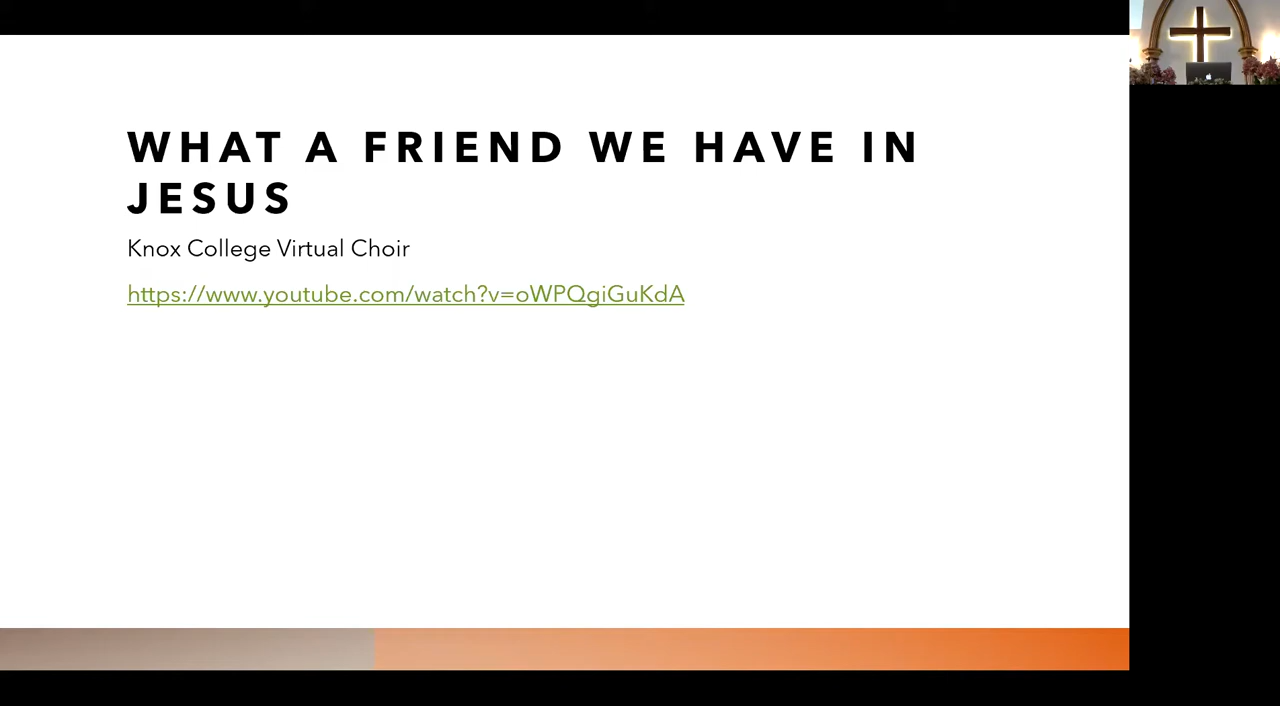 WHAT A FRIEND WE HAVE IN
JESUS
Knox College Virtual Choir
https://www.youtube.com/watch?v=oWPQgiGuKdA